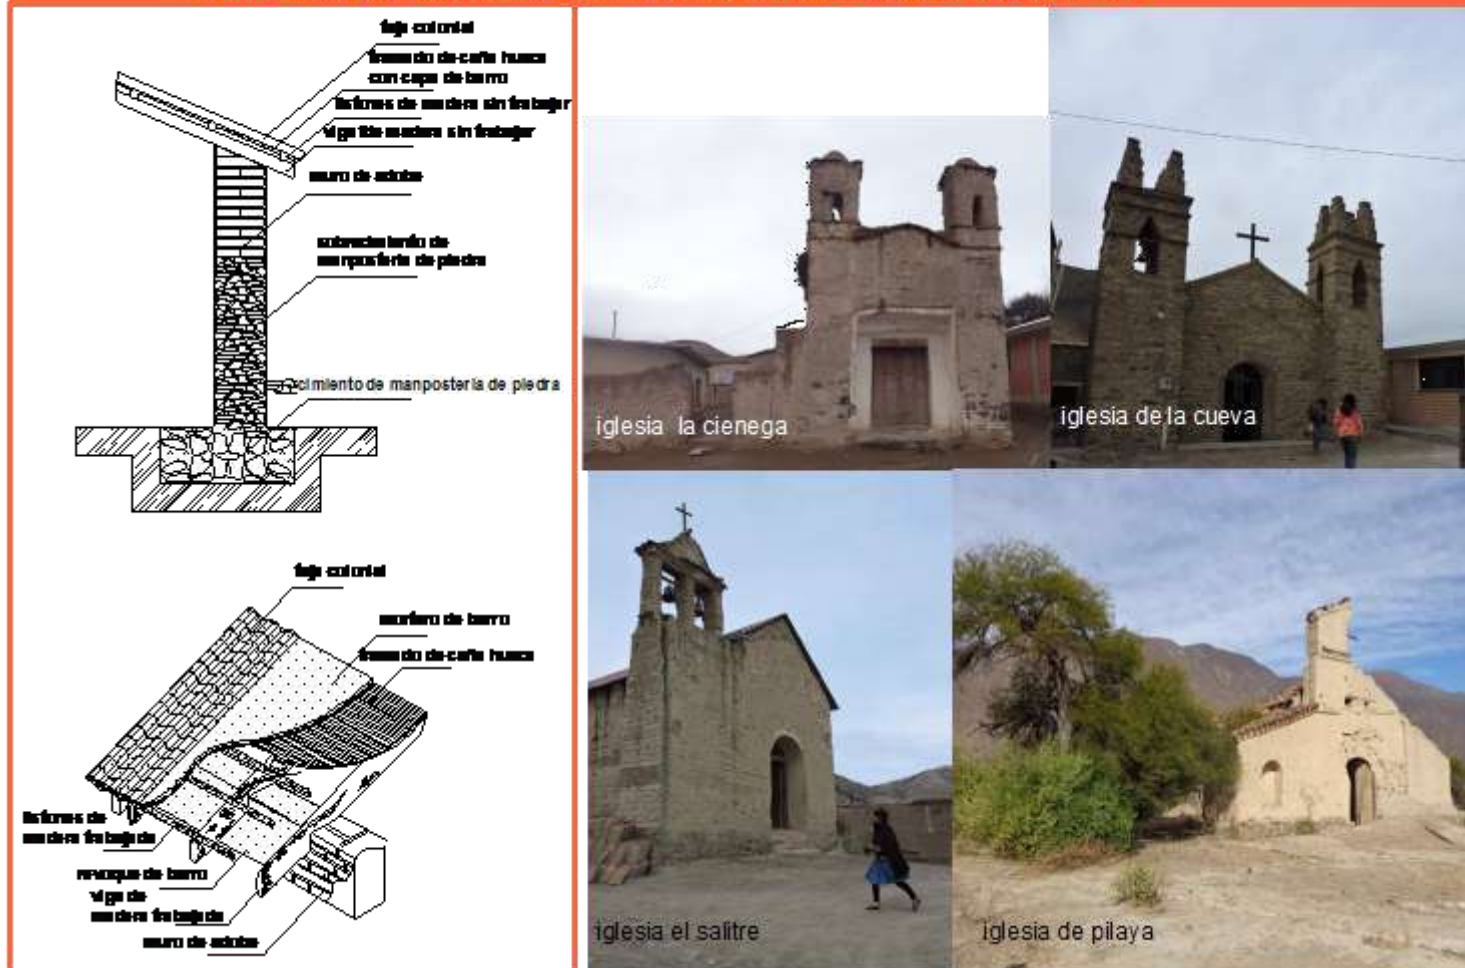 teja colonial
trenzado de caña hueca
con capa de barro
listones de madera sin trabajar
viga de madera sin trabajar
muro de adobe
sobrecimiento de
manposteria de piedra
cimiento de manposteria de piedra
teja colonial
mortero de barro
trenzado de caña hueca
listones de
madera trabajada
revoque de barro
viga de
madera trabajada
muro de adobe
iglesia la cienega
iglesia de la cueva
iglesia el salitre
iglesia de pilaya